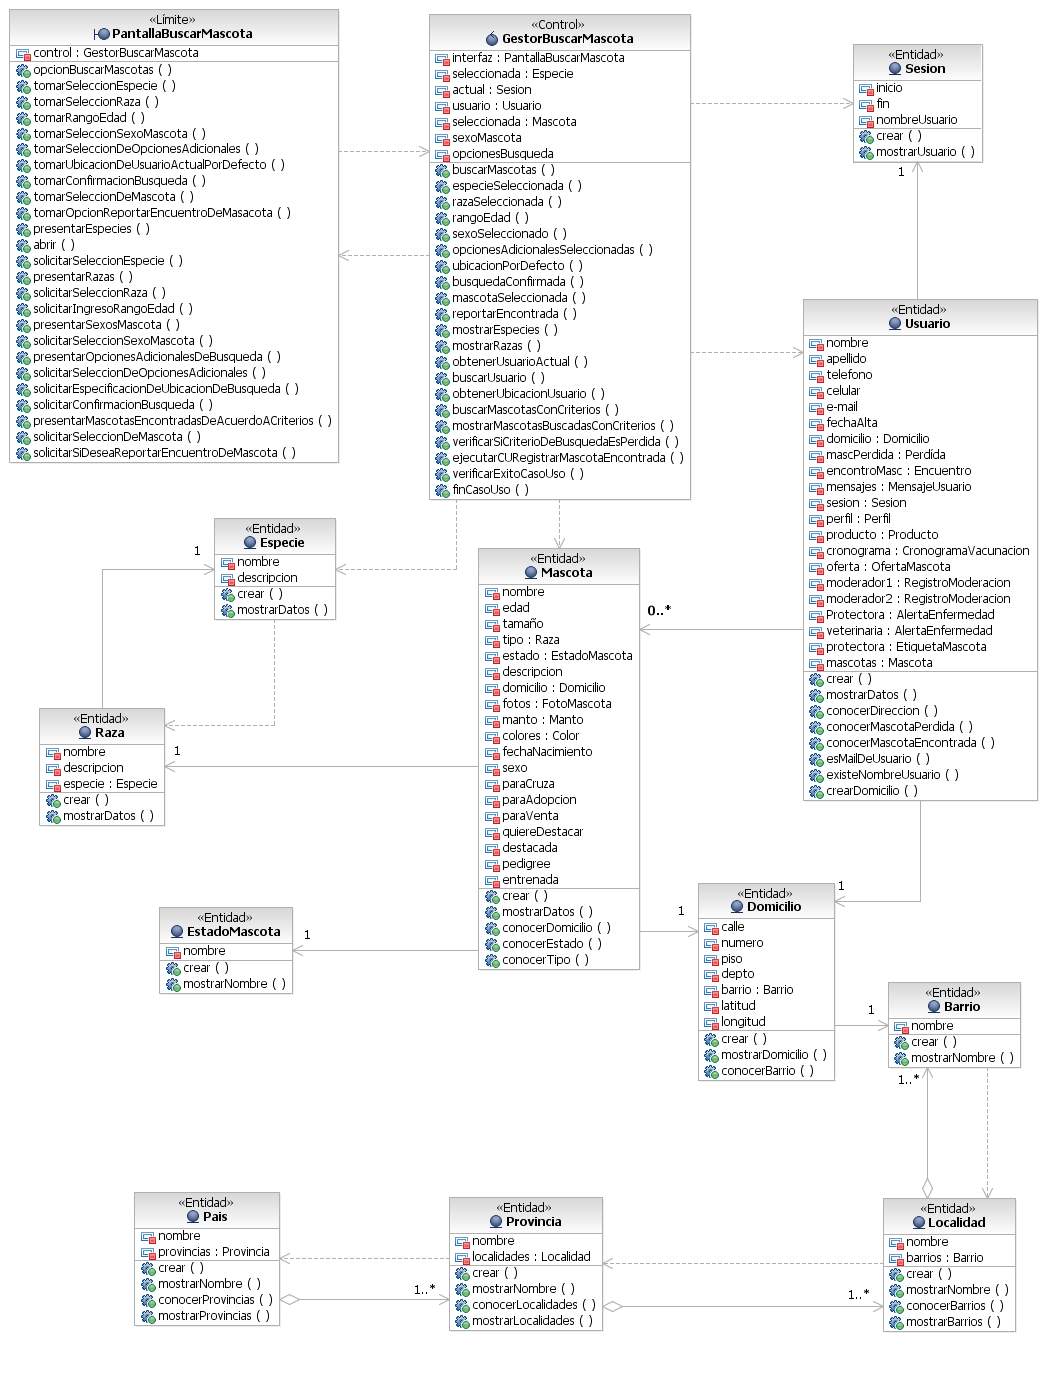 «Límite»
PantallaBuscarMascota
control : GestorBuscarMascota
opcionBuscarMascotas ( )
tomarSeleccionEspecie ( )
tomarSeleccionRaza ( )
tomarRangoEdad ( )
tomarSeleccionSexoMascota ( )
tomarSeleccionDeOpcionesAdicionales ( )
tomarUbicacionDeUsuarioActualPorDefecto ( )
tomarConfirmacionBusqueda ( )
tomarSeleccionDeMascota ( )
tomarOpcionReportarEncuentroDeMasacota ( )
presentarEspecies ( )
abrir ( )
solicitarSeleccionEspecie ( )
presentarRazas ( )
solicitarSeleccionRaza ( )
solicitarIngresoRangoEdad ( )
presentarSexosMascota ( )
solicitarSeleccionSexoMascota ( )
presentarOpcionesAdicionalesDeBusqueda ( )
solicitarSeleccionDeOpcionesAdicionales ( )
solicitarEspecificacionDeUbicacionDeBusqueda ( )
solicitarConfirmacionBusqueda ( )
presentarMascotasEncontradasDeAcuerdoACriterios ( )
solicitarSeleccionDeMascota ( )
solicitarSiDeseaReportarEncuentroDeMascota ( )
«Control»
GestorBuscarMascota
interfaz : PantallaBuscarMascota
seleccionada : Especie
actual : Sesion
usuario : Usuario
seleccionada : Mascota
sexoMascota
opcionesBusqueda
buscarMascotas ( )
especieSeleccionada ( )
razaSeleccionada ( )
rangoEdad ( )
sexoSeleccionado ( )
opcionesAdicionalesSeleccionadas ( )
ubicacionPorDefecto ( )
busquedaConfirmada ( )
mascotaSeleccionada ( )
reportarEncontrada ( )
mostrarEspecies ( )
mostrarRazas ( )
obtenerUsuarioActual ( )
buscarUsuario ( )
obtenerUbicacionUsuario ( )
buscarMascotasConCriterios ( )
mostrarMascotasBuscadasConCriterios ( )
verificarSiCriterioDeBusquedaEsPerdida ( )
ejecutarCURegistrarMascotaEncontrada ( )
verificarExitoCasoUso ( )
finCasoUso ( )
«Entidad»
Sesion
inicio
fin
nombreUsuario
crear ( )
mostrarUsuario ( )
1
«Entidad»
Usuario
nombre
apellido
telefono
celular
e-mail
fechaAlta
domicilio : Domicilio
mascPerdida : Perdída
encontroMasc : Encuentro
mensajes : MensajeUsuario
sesion : Sesion
perfil : Perfil
producto : Producto
cronograma : CronogramaVacunacion
oferta : OfertaMascota
moderador1 : RegistroModeracion
moderador2 : RegistroModeracion
Protectora : AlertaEnfermedad
veterinaria : AlertaEnfermedad
protectora : EtiquetaMascota
mascotas : Mascota
crear ( )
mostrarDatos ( )
conocerDireccion ( )
conocerMascotaPerdida ( )
conocerMascotaEncontrada ( )
esMailDeUsuario ( )
existeNombreUsuario ( )
crearDomicilio ( )
«Entidad»
Especie
nombre
descripcion
crear ( )
mostrarDatos ( )
1
«Entidad»
Mascota
nombre
edad
tamaño
tipo : Raza
estado : EstadoMascota
descripcion
domicilio : Domicilio
fotos : FotoMascota
manto : Manto
colores : Color
fechaNacimiento
sexo
paraCruza
paraAdopcion
paraVenta
quiereDestacar
destacada
pedigree
entrenada
crear ( )
mostrarDatos ( )
conocerDomicilio ( )
conocerEstado ( )
conocerTipo ( )
0..*
«Entidad»
Raza
nombre
descripcion
especie : Especie
crear ( )
mostrarDatos ( )
1
«Entidad»
EstadoMascota
nombre
crear ( )
mostrarNombre ( )
1
«Entidad»
Domicilio
calle
numero
piso
depto
barrio : Barrio
latitud
longitud
crear ( )
mostrarDomicilio ( )
conocerBarrio ( )
1
1
«Entidad»
Barrio
nombre
crear ( )
mostrarNombre ( )
1
1..*
«Entidad»
Pais
nombre
provincias : Provincia
crear ( )
mostrarNombre ( )
conocerProvincias ( )
mostrarProvincias ( )
1..*
«Entidad»
Provincia
nombre
localidades : Localidad
crear ( )
mostrarNombre ( )
conocerLocalidades ( )
mostrarLocalidades ( )
1..*
«Entidad»
Localidad
nombre
barrios : Barrio
crear ( )
mostrarNombre ( )
conocerBarrios ( )
mostrarBarrios ( )